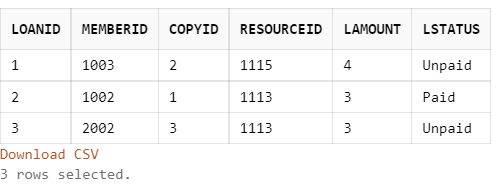 LOANID MEMBERID COPYID RESOURCEID LAMOUNT LSTATUS
1 1003 2 1115 4 Unpaid
2 1002 1 1113 3 Paid
3 2002 3 1113 3 Unpaid
Download CSV
3 rows selected.